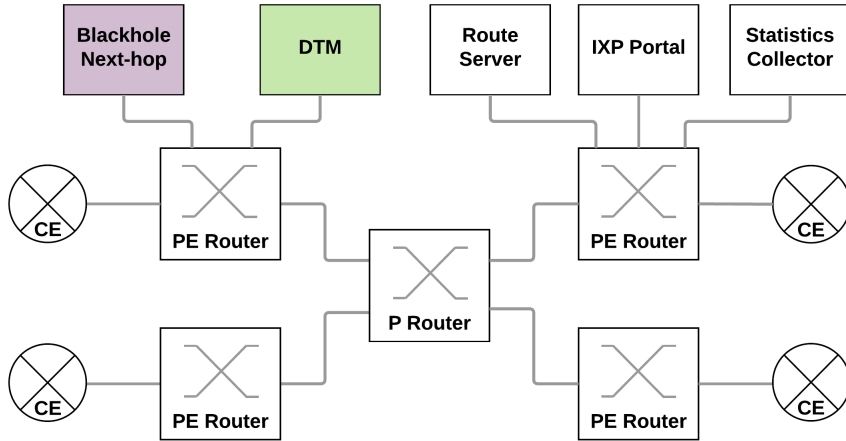 Blackhole
Next-hop
DTM
Route
Server
IXP Portal
Statistics
Collector
CE
PE Router
PE Router
CE
P Router
CE
PE Router
PE Router
CE